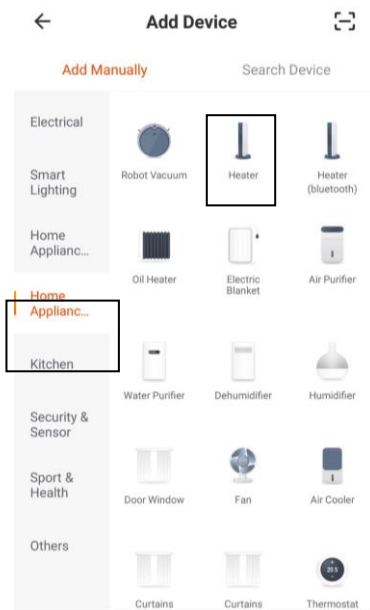 Add Device
Add Manually
Search Device
Electrical
Smart
Lighting
Home
Applianc...
Home
Applianc...
Kitchen
Security &
Sensor
Sport &
Health
Others
Robot Vacuum
Heater
Heater
(bluetooth)
Oil Heater
Electric
Blanket
Air Purifier
Water Purifier
Dehumidifier
Humidifier
Door Window
Fan
Air Cooler
Curtains
Curtains
20.5
Thermostat